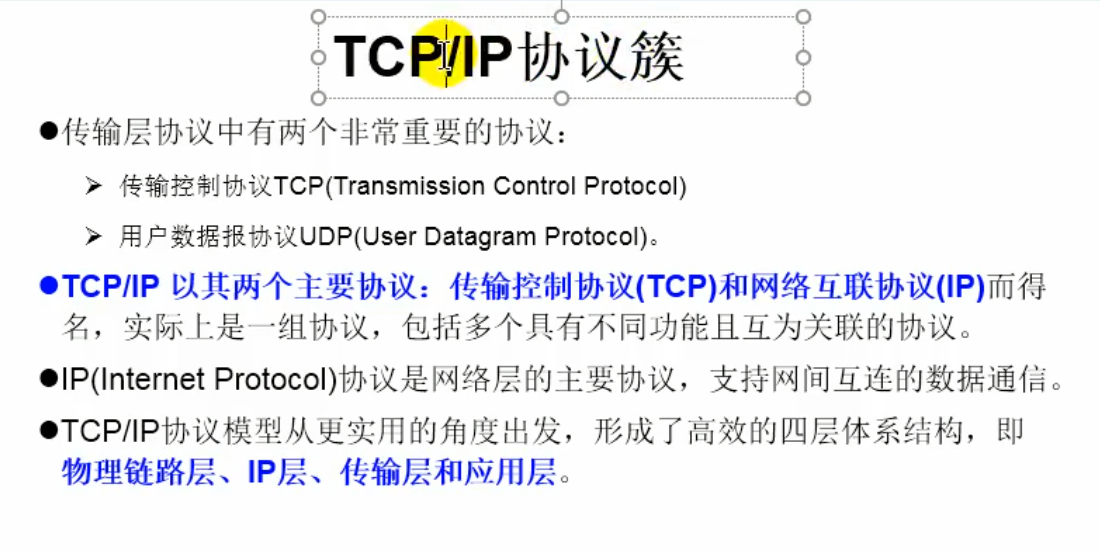 TCP/IP协议簇
●传输层协议中有两个非常重要的协议：
➢ 传输控制协议TCP(Transmission Control Protocol)
➢ 用户数据报协议UDP(User Datagram Protocol)。
●TCP/IP 以其两个主要协议：传输控制协议(TCP)和网络互联协议(IP)而得
名，实际上是一组协议，包括多个具有不同功能且互为关联的协议。
●IP(Internet Protocol)协议是网络层的主要协议，支持网间互连的数据通信。
●TCP/IP协议模型从更实用的角度出发，形成了高效的四层体系结构，即
物理链路层、IP层、传输层和应用层。